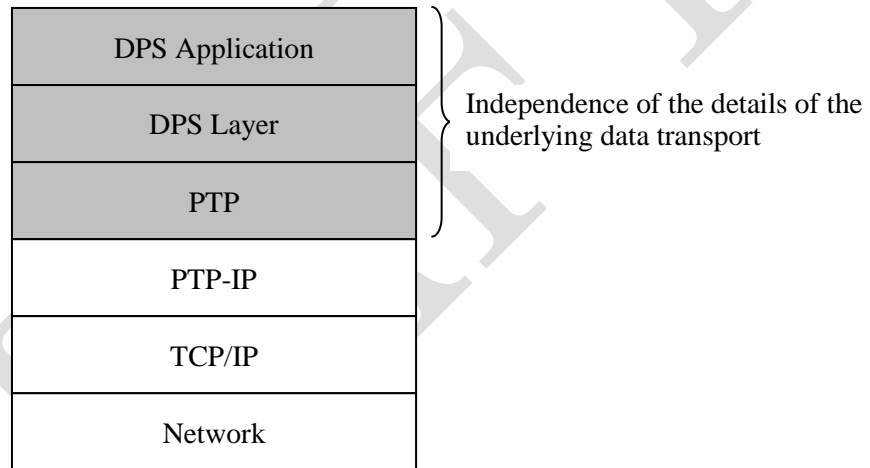 DPS Application
DPS Layer
Independence of the details of the
underlying data transport
PTP
PTP-IP
TCP/IP
Network